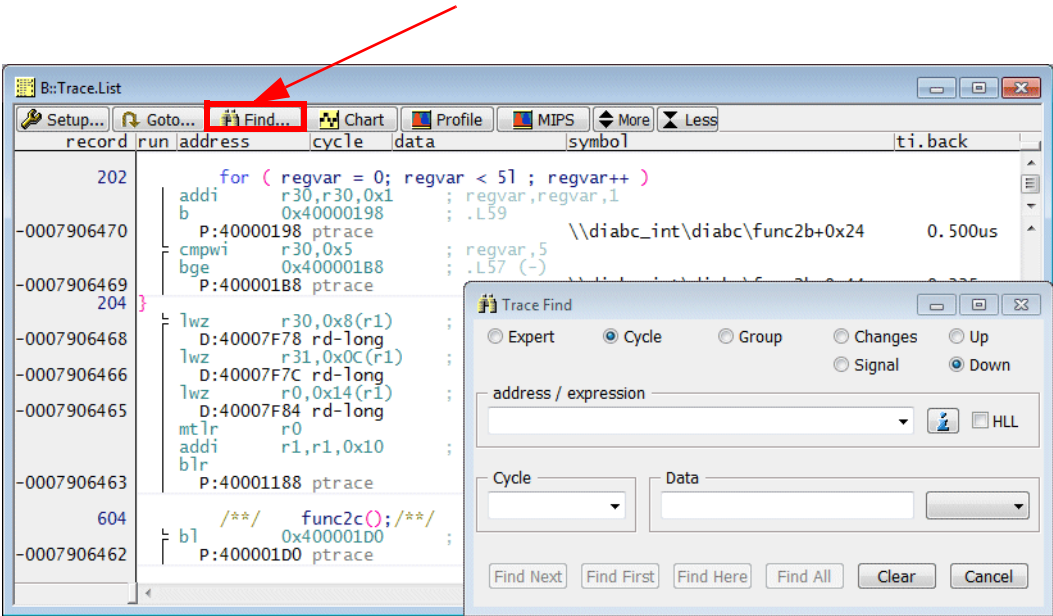 B::Trace.List
Setup... Goto... Find... Chart Profile MIPS More Less
record run address cycle data symbol ti.back
202 for ( regvar = 0; regvar < 5l ; regvar++ )
addi r30,r30,0x1 ; regvar,regvar,1
b 0x40000198 ; .L59
-0007906470 P:40000198 ptrace \\diabc_int\diabc\func2b+0x24 0.500us
cmpwi r30,0x5 ; regvar,5
bge 0x400001B8 ; .L57 (-)
-0007906469 P:400001B8 ptrace
204 }
lwz r30,0x8(r1) ;
-0007906468 D:40007F78 rd-long
lwz r31,0x0C(r1) ;
-0007906466 D:40007F7C rd-long
lwz r0,0x14(r1) ;
-0007906465 D:40007F84 rd-long
mtlr r0
addi r1,r1,0x10 ;
blr
-0007906463 P:40001188 ptrace
604 /**/ func2c();/**/
bl 0x400001D0 ;
-0007906462 P:400001D0 ptrace
Trace Find
Expert Cycle Group Changes Up
Signal Down
address / expression
HLL
Cycle Data
Find Next Find First Find Here Find All Clear Cancel